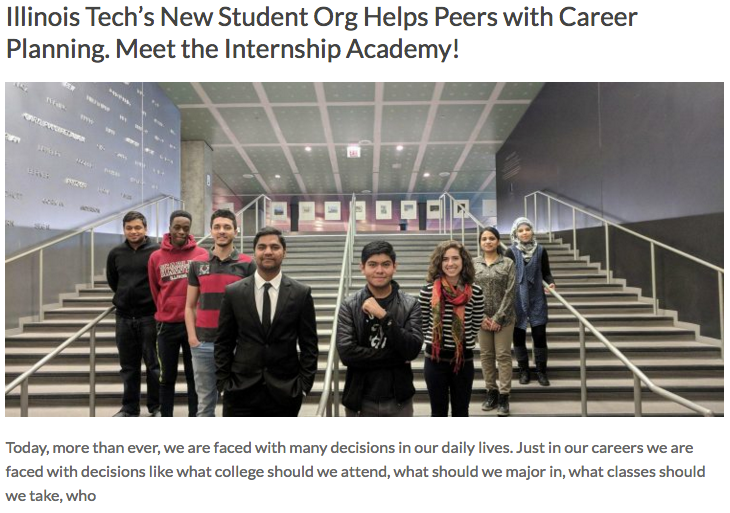 Illinois Tech’s New Student Org Helps Peers with Career
Planning. Meet the Internship Academy!
Today, more than ever, we are faced with many decisions in our daily lives. Just in our careers we are
faced with decisions like what college should we attend, what should we major in, what classes should
we take, who